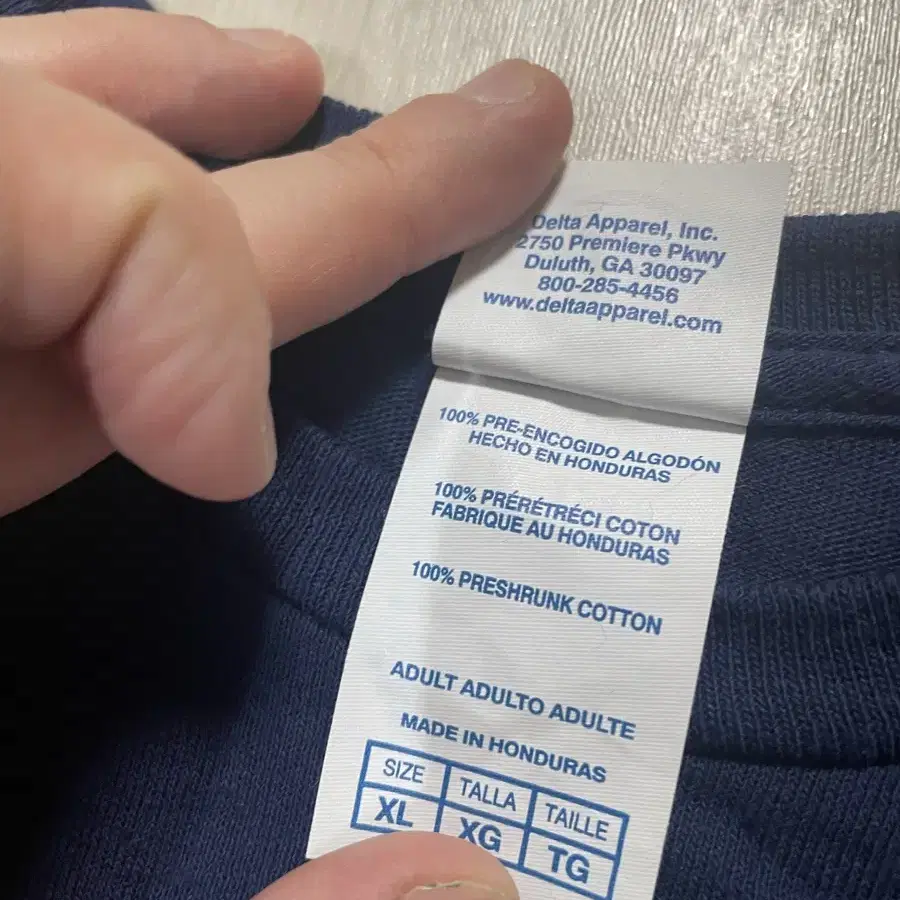 Delta Apparel, Inc.
2750 Premiere Pkwy
Duluth, GA 30097
800-285-4456
www.deltaapparel.com
100% PRE-ENCOGIDO ALGODÓN
HECHO EN HONDURAS
100% PRÉRÉTRÉCI COTON
FABRIQUE AU HONDURAS
100% PRESHRUNK COTTON
ADULT ADULTO ADULTE
MADE IN HONDURAS
SIZE TALLA TAILLE
XL XG TG